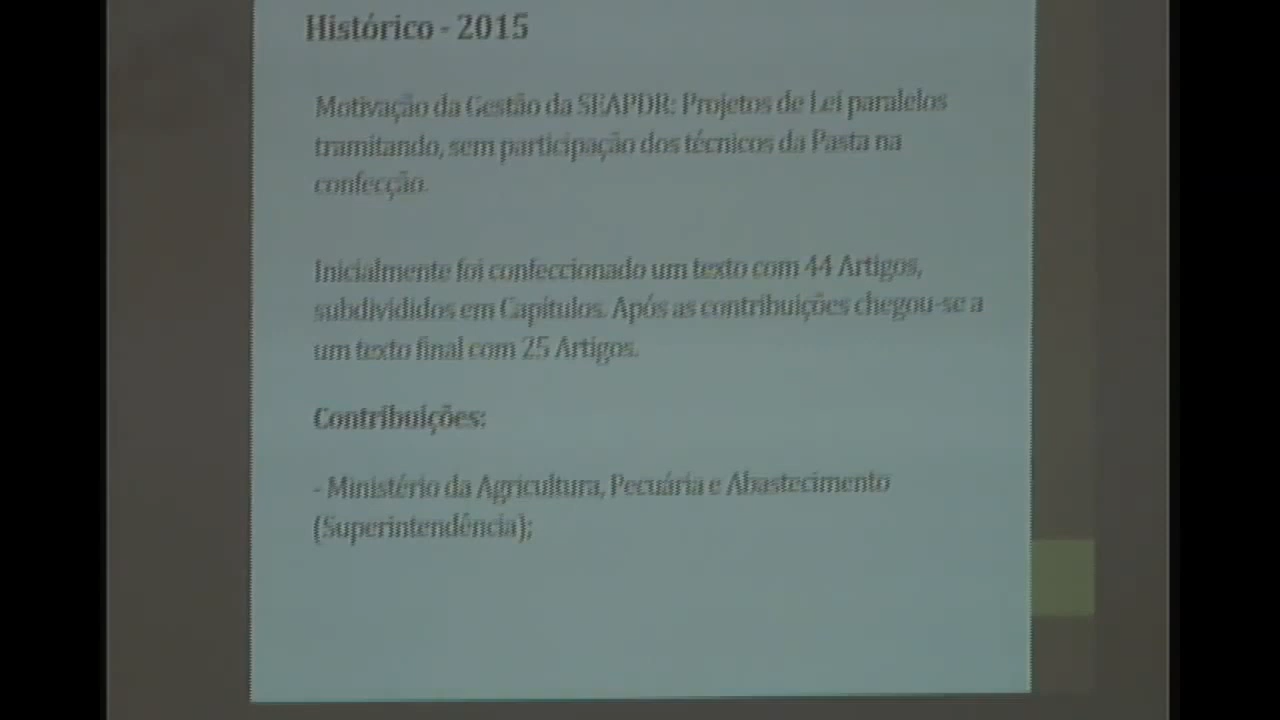 Histórico - 2015
Motivação da Gestão da SEAPDR: Projetos de Lei paralelos
tramitando, sem participação dos técnicos da Pasta na
confecção.
Inicialmente foi confeccionado um texto com 44 Artigos,
subdivididos em Capítulos. Após as contribuições chegou-se a
um texto final com 25 Artigos.
Contribuições:
- Ministério da Agricultura, Pecuária e Abastecimento
(Superintendência);